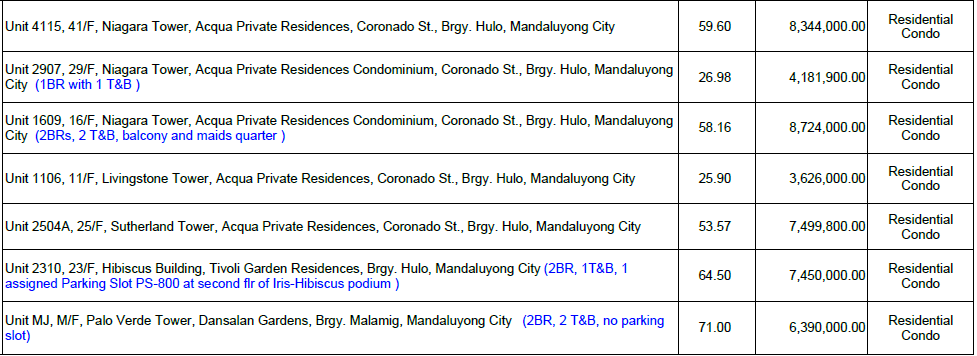 Unit 4115, 41/F, Niagara Tower, Acqua Private Residences, Coronado St., Brgy. Hulo, Mandaluyong City 59.60 8,344,000.00 Residential Condo
Unit 2907, 29/F, Niagara Tower, Acqua Private Residences Condominium, Coronado St., Brgy. Hulo, Mandaluyong
City (1BR with 1 T&B ) 26.98 4,181,900.00 Residential Condo
Unit 1609, 16/F, Niagara Tower, Acqua Private Residences Condominium, Coronado St., Brgy. Hulo, Mandaluyong
City (2BRs, 2 T&B, balcony and maids quarter ) 58.16 8,724,000.00 Residential Condo
Unit 1106, 11/F, Livingstone Tower, Acqua Private Residences, Coronado St., Brgy. Hulo, Mandaluyong City 25.90 3,626,000.00 Residential Condo
Unit 2504A, 25/F, Sutherland Tower, Acqua Private Residences, Coronado St., Brgy. Hulo, Mandaluyong City 53.57 7,499,800.00 Residential Condo
Unit 2310, 23/F, Hibiscus Building, Tivoli Garden Residences, Brgy. Hulo, Mandaluyong City (2BR, 1T&B, 1
assigned Parking Slot PS-800 at second flr of Iris-Hibiscus podium ) 64.50 7,450,000.00 Residential Condo
Unit MJ, M/F, Palo Verde Tower, Dansalan Gardens, Brgy. Malamig, Mandaluyong City (2BR, 2 T&B, no parking
slot) 71.00 6,390,000.00 Residential Condo